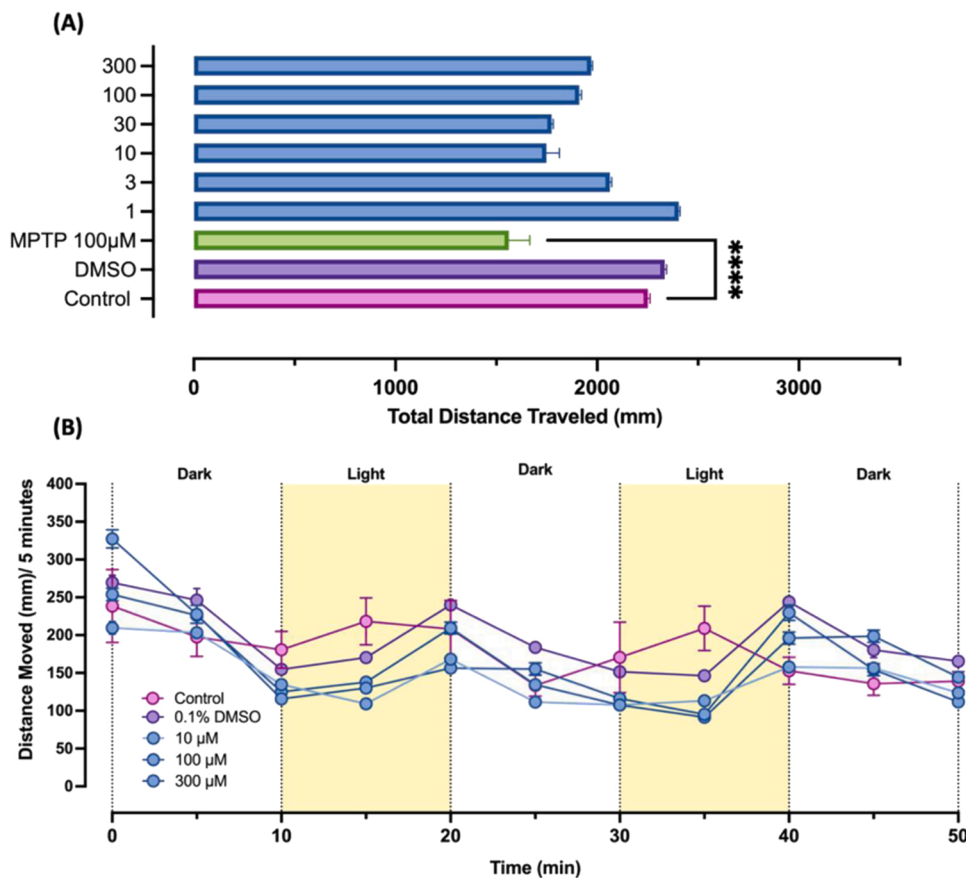 (A)
300
100
30
10
3
1
MPTP 100µM
DMSO
Control
****
0 1000 2000 3000
Total Distance Traveled (mm)
(B)
Dark Light Dark Light Dark
400
350
300
250
200
150
100
50
0
Distance Moved (mm)/ 5 minutes
Control
0.1% DMSO
10 µM
100 µM
300 µM
0 10 20 30 40 50
Time (min)